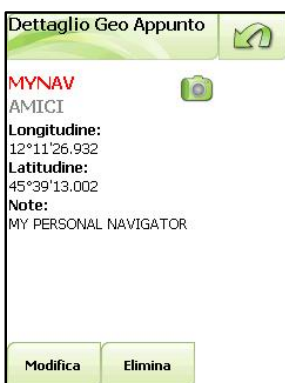 Dettaglio Geo Appunto
MYNAV
AMICI
Longitudine:
12°11'26.932
Latitudine:
45°39'13.002
Note:
MY PERSONAL NAVIGATOR
Modifica
Elimina